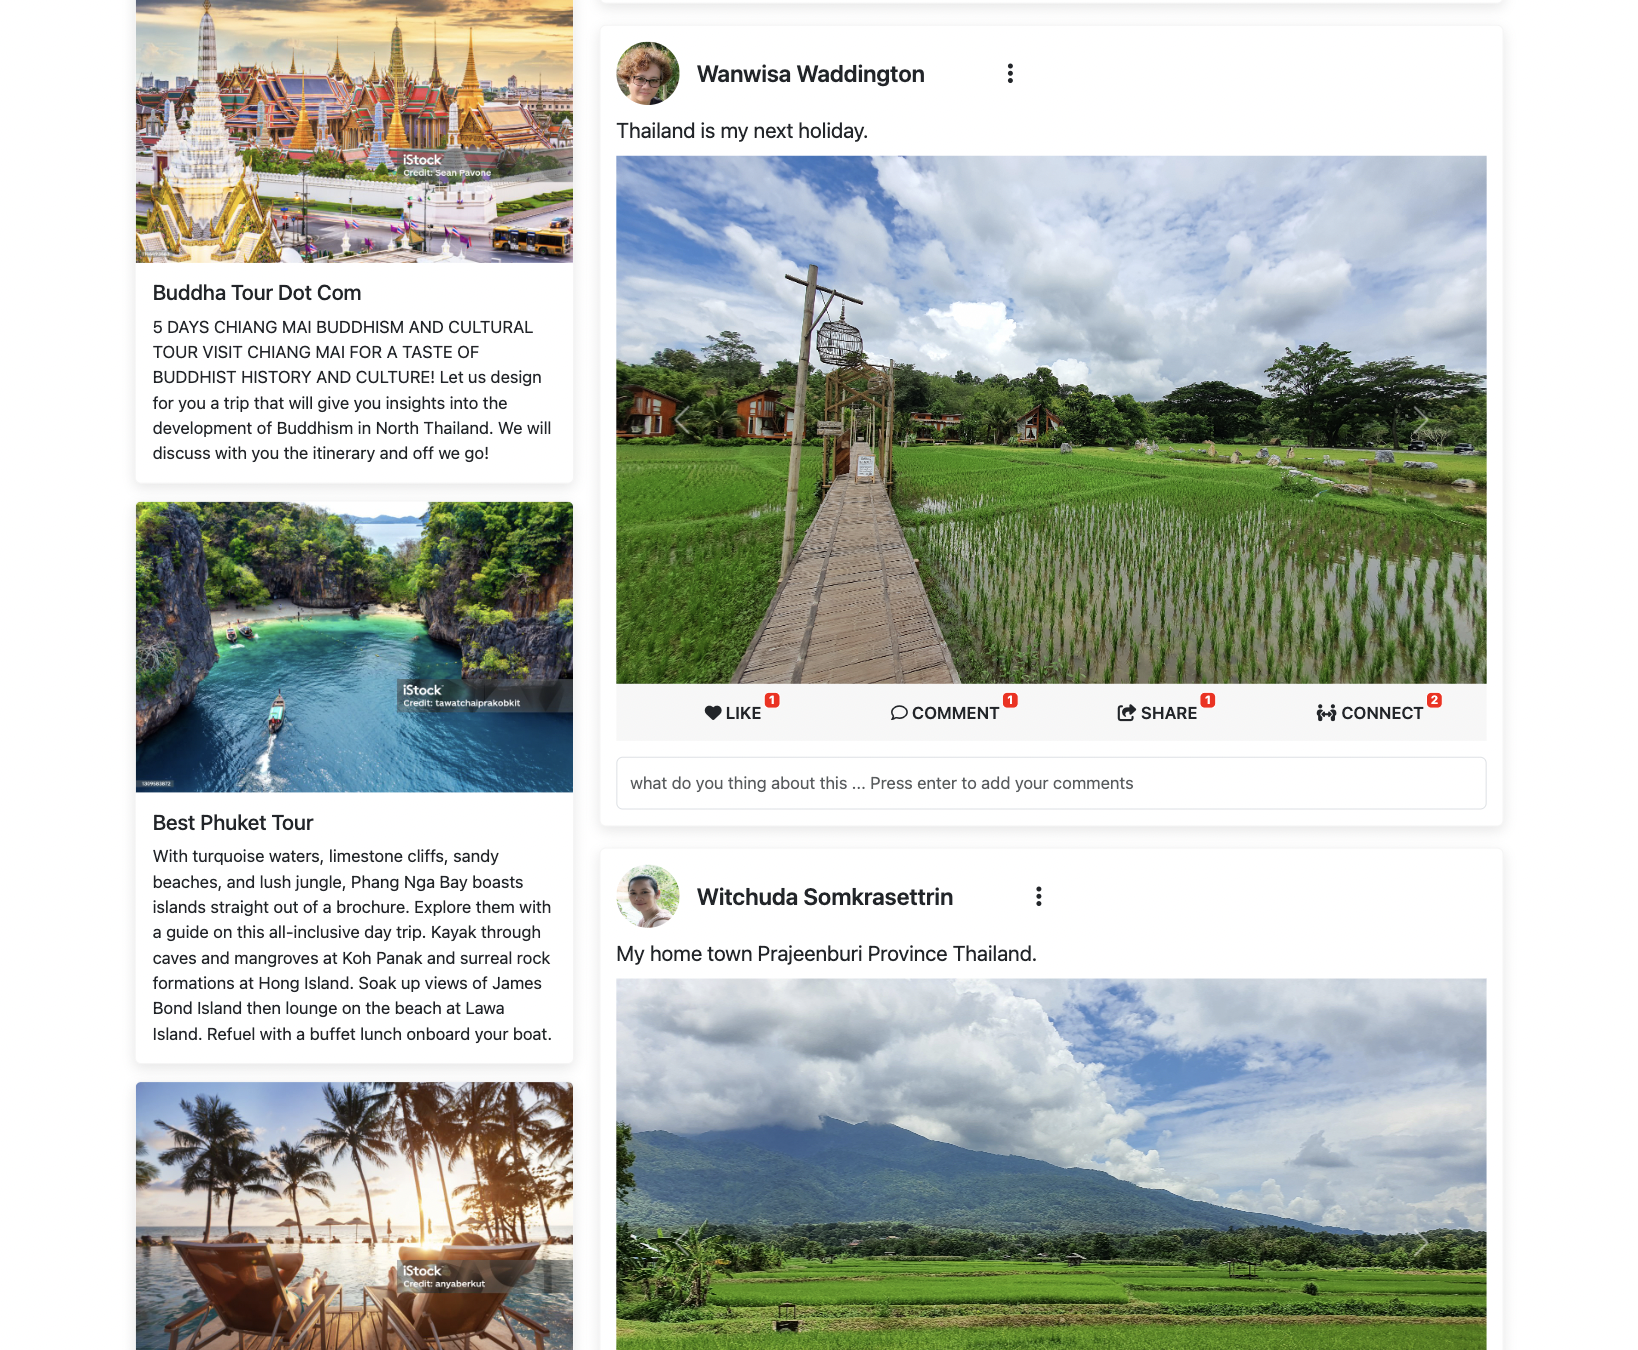 iStock
Credit: Sean Pavone
Buddha Tour Dot Com
5 DAYS CHIANG MAI BUDDHISM AND CULTURAL
TOUR VISIT CHIANG MAI FOR A TASTE OF
BUDDHIST HISTORY AND CULTURE! Let us design
for you a trip that will give you insights into the
development of Buddhism in North Thailand. We will
discuss with you the itinerary and off we go!
iStock
Credit: tawatchaiprakobkit
Best Phuket Tour
With turquoise waters, limestone cliffs, sandy
beaches, and lush jungle, Phang Nga Bay boasts
islands straight out of a brochure. Explore them with
a guide on this all-inclusive day trip. Kayak through
caves and mangroves at Koh Panak and surreal rock
formations at Hong Island. Soak up views of James
Bond Island then lounge on the beach at Lawa
Island. Refuel with a buffet lunch onboard your boat.
iStock
Credit: anyaberkut
Wanwisa Waddington
Thailand is my next holiday.
LIKE 1 COMMENT 1 SHARE 1 CONNECT 2
what do you thing about this ... Press enter to add your comments
Witchuda Somkrasettrin
My home town Prajeenburi Province Thailand.